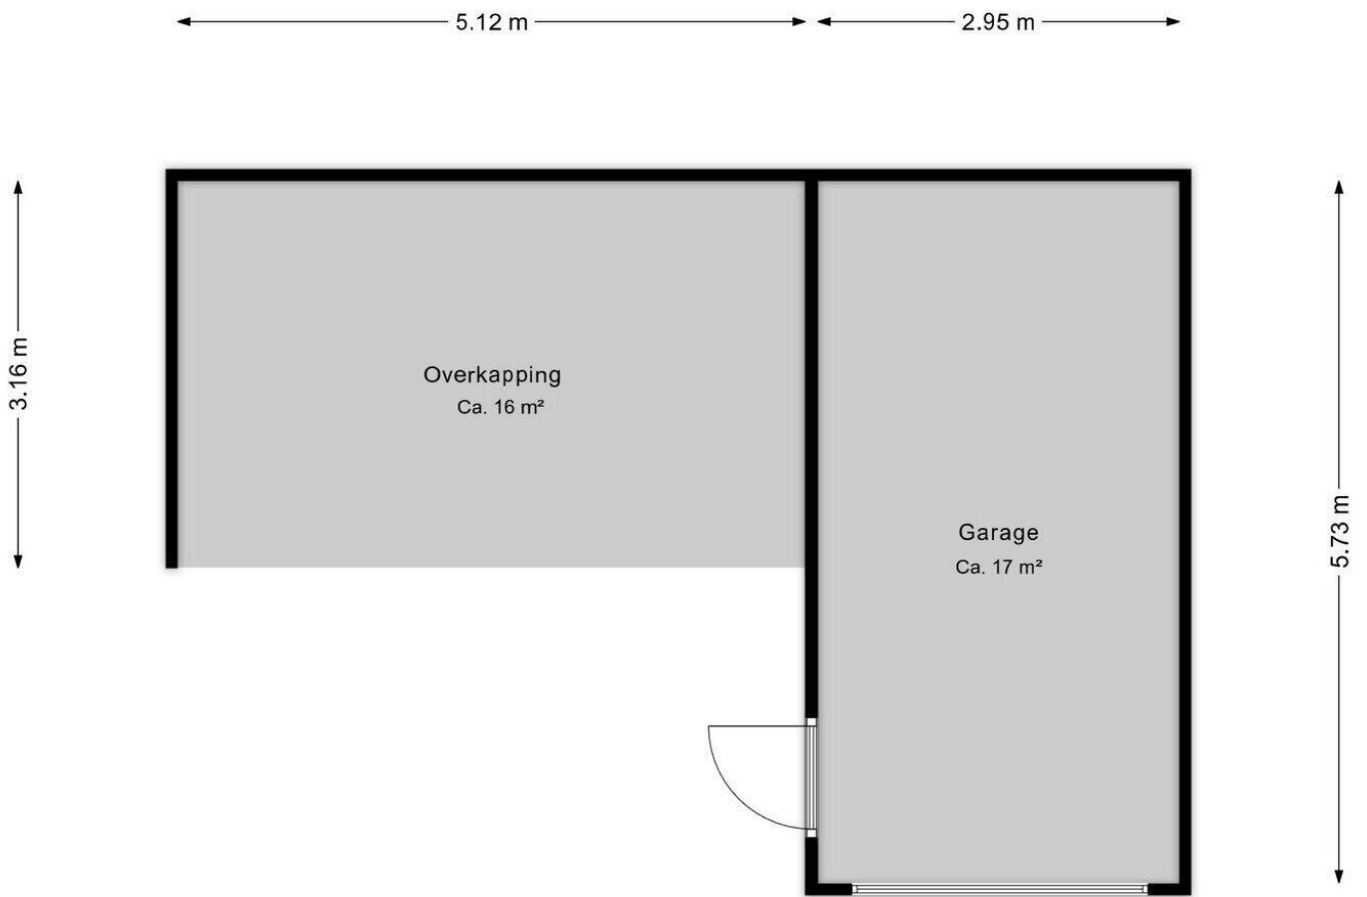 5.12 m
2.95 m
3.16 m
Overkapping
Ca. 16 m²
Garage
Ca. 17 m²
5.73 m